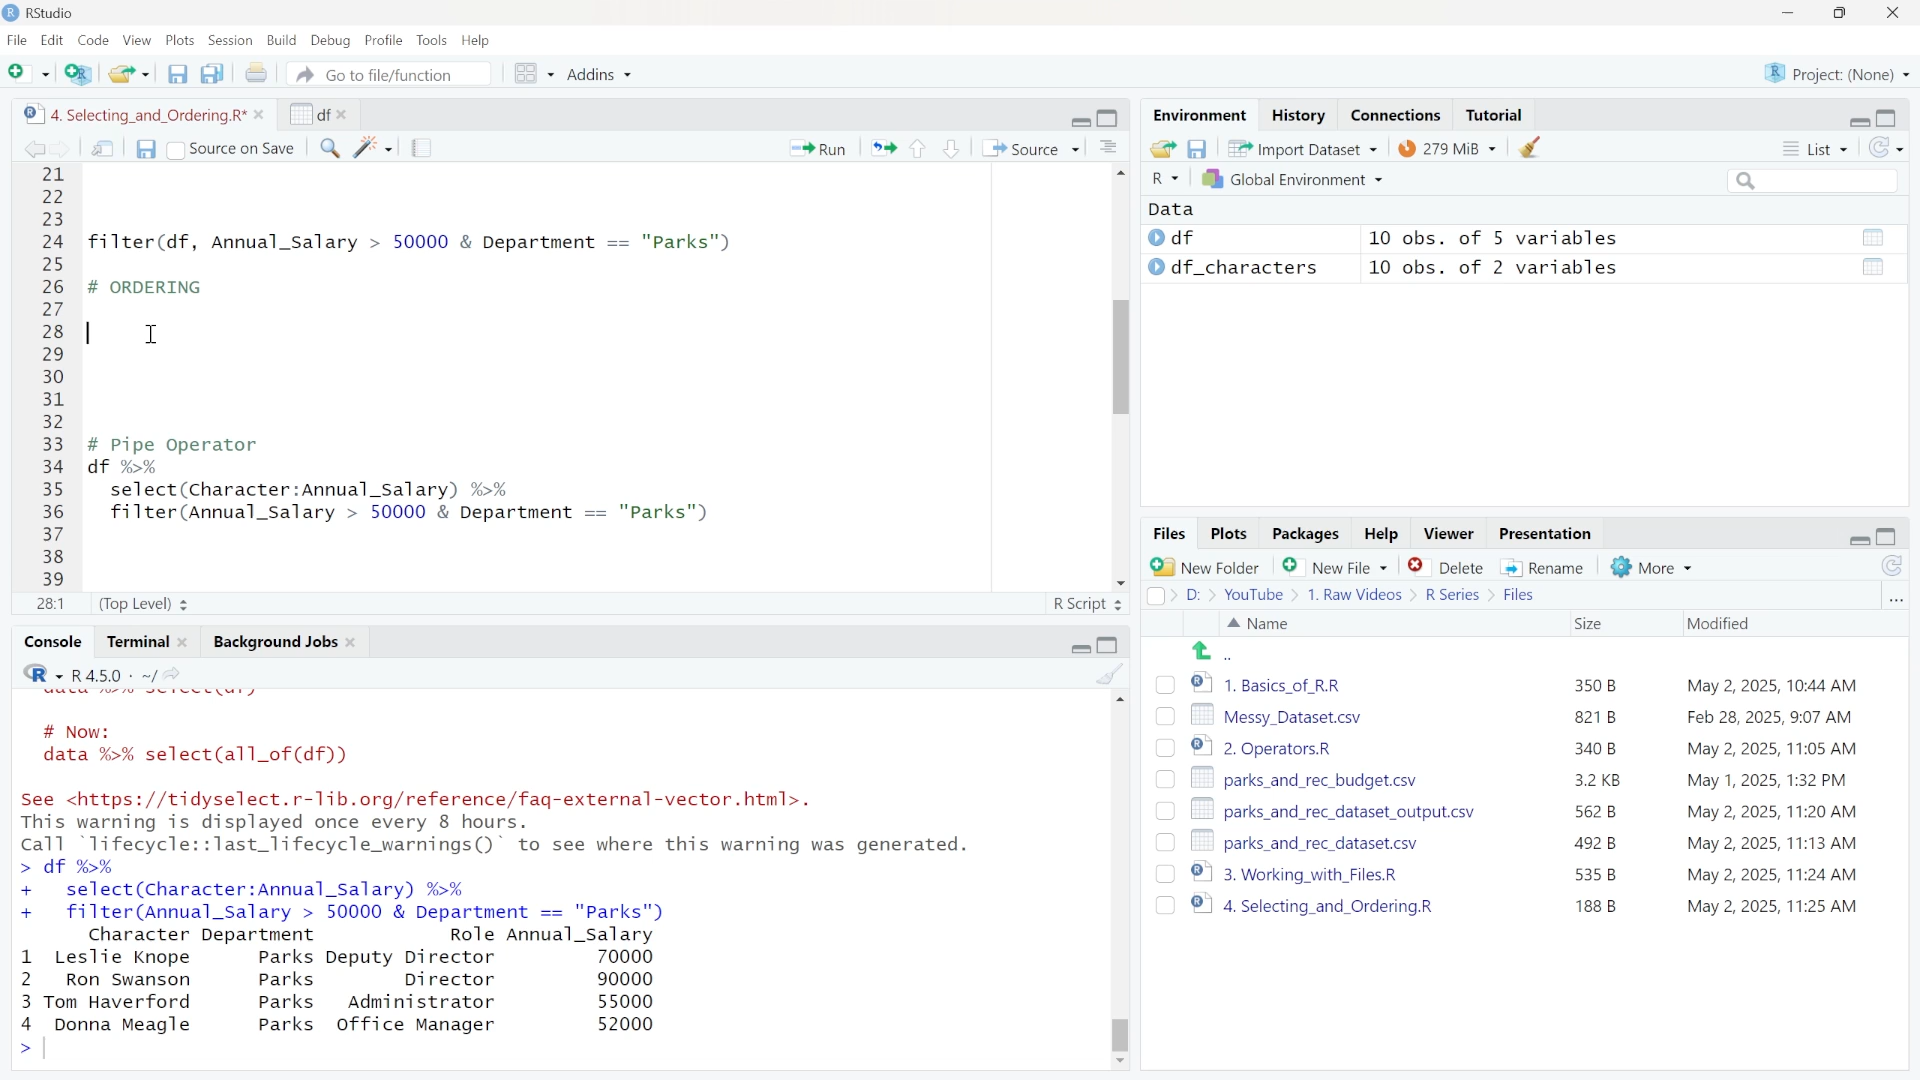 RStudio
File Edit Code View Plots Session Build Debug Profile Tools Help
Go to file/function Addins Project: (None)
4. Selecting_and_Ordering.R* df
Source on Save Run Source
21
22
23
24 filter(df, Annual_Salary > 50000 & Department == "Parks")
25
26 # ORDERING
27
28
29
30
31
32
33 # Pipe Operator
34 df %>%
35 select(Character:Annual_Salary) %>%
36 filter(Annual_Salary > 50000 & Department == "Parks")
37
38
39
28:1 (Top Level) R Script
Console Terminal Background Jobs
R 4.5.0 · ~/
# Now:
data %>% select(all_of(df))
See <https://tidyselect.r-lib.org/reference/faq-external-vector.html>.
This warning is displayed once every 8 hours.
Call `lifecycle::last_lifecycle_warnings()` to see where this warning was generated.
> df %>%
+ select(Character:Annual_Salary) %>%
+ filter(Annual_Salary > 50000 & Department == "Parks")
Character Department Role Annual_Salary
1 Leslie Knope Parks Deputy Director 70000
2 Ron Swanson Parks Director 90000
3 Tom Haverford Parks Administrator 55000
4 Donna Meagle Parks Office Manager 52000
>
Environment History Connections Tutorial
Import Dataset 279 MiB List
R Global Environment
Data
df 10 obs. of 5 variables
df_characters 10 obs. of 2 variables
Files Plots Packages Help Viewer Presentation
New Folder New File Delete Rename More
D: > YouTube > 1. Raw Videos > R Series > Files ...
Name Size Modified
..
1. Basics_of_R.R 350 B May 2, 2025, 10:44 AM
Messy_Dataset.csv 821 B Feb 28, 2025, 9:07 AM
2. Operators.R 340 B May 2, 2025, 11:05 AM
parks_and_rec_budget.csv 3.2 KB May 1, 2025, 1:32 PM
parks_and_rec_dataset_output.csv 562 B May 2, 2025, 11:20 AM
parks_and_rec_dataset.csv 492 B May 2, 2025, 11:13 AM
3. Working_with_Files.R 535 B May 2, 2025, 11:24 AM
4. Selecting_and_Ordering.R 188 B May 2, 2025, 11:25 AM